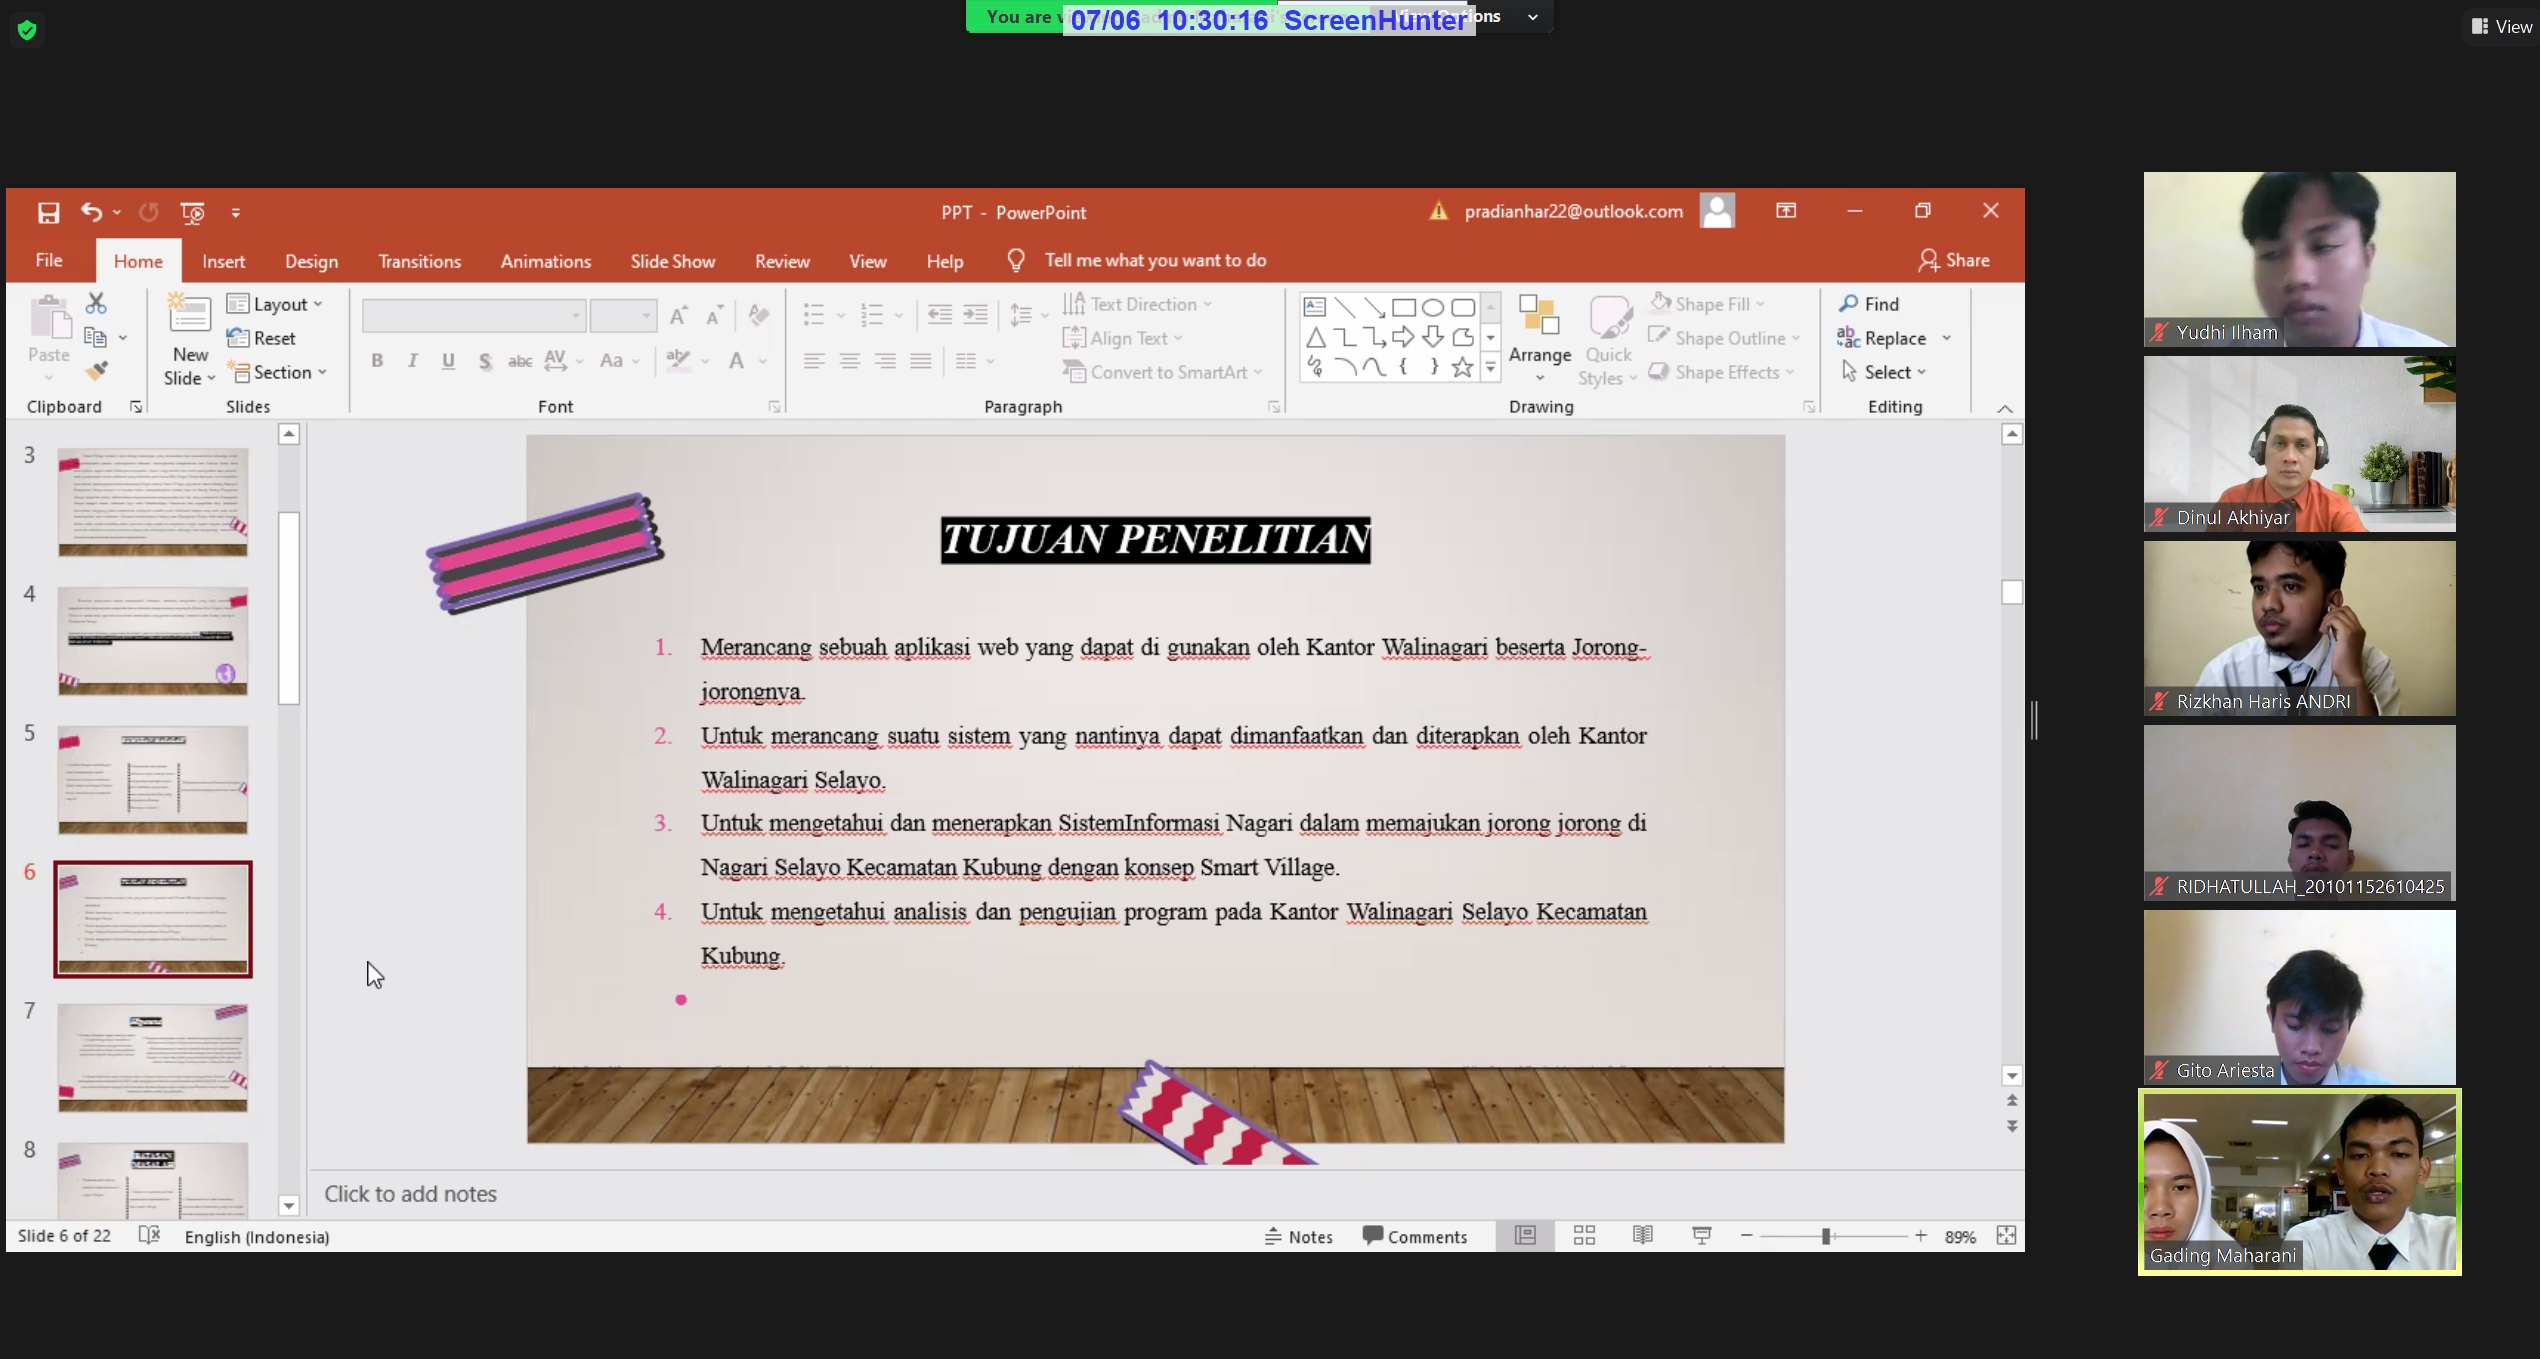 You are v
07/06 10:30:16 ScreenHunter
View Options
View
PPT - PowerPoint
pradianhar22@outlook.com
File Home Insert Design Transitions Animations Slide Show Review View Help Tell me what you want to do Share
Paste
New Slide
Layout
Reset
Section
B I U S abc AV Aa A
Text Direction
Align Text
Convert to SmartArt
Arrange
Quick Styles
Shape Fill
Shape Outline
Shape Effects
Find
Replace
Select
Clipboard Slides Font Paragraph Drawing Editing
3
4
5
6
7
8
TUJUAN PENELITIAN
1. Merancang sebuah aplikasi web yang dapat di gunakan oleh Kantor Walinagari beserta Jorong-
jorongnya.
2. Untuk merancang suatu sistem yang nantinya dapat dimanfaatkan dan diterapkan oleh Kantor
Walinagari Selayo.
3. Untuk mengetahui dan menerapkan SistemInformasi Nagari dalam memajukan jorong jorong di
Nagari Selayo Kecamatan Kubung dengan konsep Smart Village.
4. Untuk mengetahui analisis dan pengujian program pada Kantor Walinagari Selayo Kecamatan
Kubung.
Click to add notes
Slide 6 of 22 English (Indonesia) Notes Comments 89%
Yudhi Ilham
Dinul Akhiyar
Rizkhan Haris ANDRI
RIDHATULLAH_20101152610425
Gito Ariesta
Gading Maharani